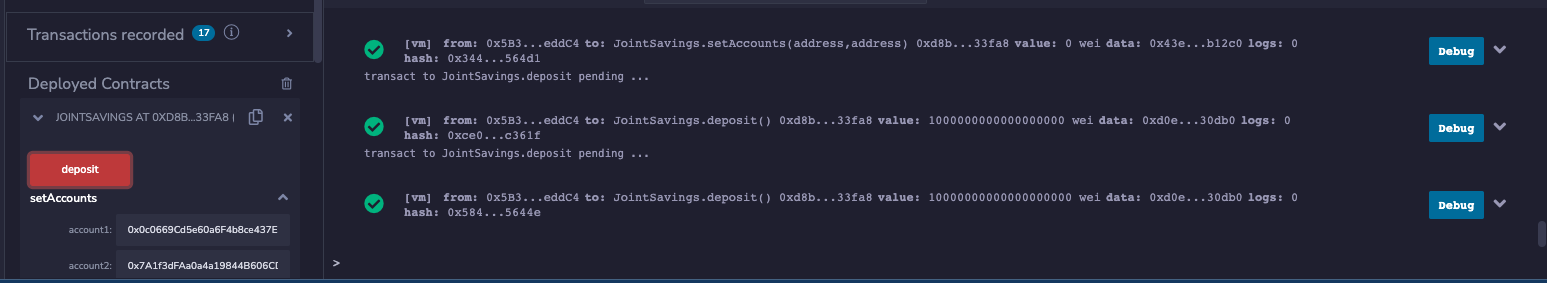 Transactions recorded 17 i
Deployed Contracts
JOINTSAVINGS AT 0XD8B...33FA8 (
deposit
setAccounts
account1: 0x0c0669Cd5e60a6F4b8ce437E
account2: 0x7A1f3dFAa0a4a19844B606C
[vm] from: 0x5B3...eddC4 to: JointSavings.setAccounts(address,address) 0xd8b...33fa8 value: 0 wei data: 0x43e...b12c0 logs: 0
hash: 0x344...564d1
Debug
transact to JointSavings.deposit pending ...
[vm] from: 0x5B3...eddC4 to: JointSavings.deposit() 0xd8b...33fa8 value: 1000000000000000000 wei data: 0xd0e...30db0 logs: 0
hash: 0xce0...c361f
Debug
transact to JointSavings.deposit pending ...
[vm] from: 0x5B3...eddC4 to: JointSavings.deposit() 0xd8b...33fa8 value: 10000000000000000000 wei data: 0xd0e...30db0 logs: 0
hash: 0x584...5644e
Debug
>